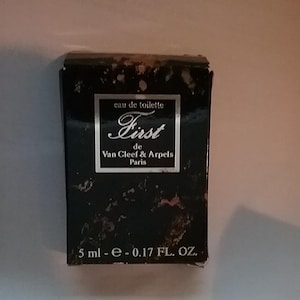 eau de toilette
First
de
Van Cleef & Arpels
Paris
5 ml - ℮ - 0.17 FL. OZ.